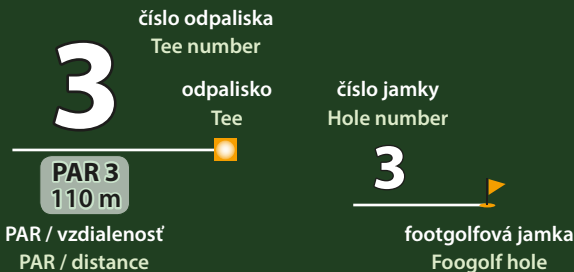 číslo odpaliska
Tee number
3
odpalisko
Tee
číslo jamky
Hole number
3
PAR 3
110 m
PAR / vzdialenosť
PAR / distance
footgolfová jamka
Foogolf hole